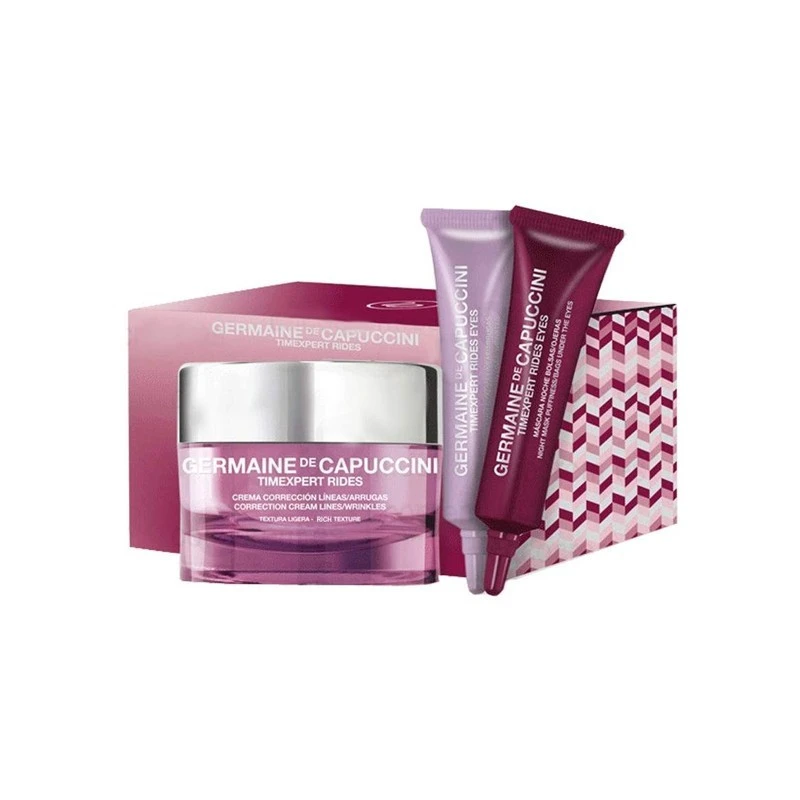 GERMAINE DE CAPUCCINI
TIMEXPERT RIDES
GERMAINE DE CAPUCCINI
TIMEXPERT RIDES
CREMA CORRECCIÓN LÍNEAS/ARRUGAS
CORRECTION CREAM LINES/WRINKLES
TEXTURA LIGERA - RICH TEXTURE
GERMAINE DE CAPUCCINI
TIMEXPERT RIDES EYES
GERMAINE DE CAPUCCINI
TIMEXPERT RIDES EYES
MÁSCARA NOCHE BOLSAS/OJERAS
NIGHT MASK PUFFINESS/BAGS UNDER THE EYES